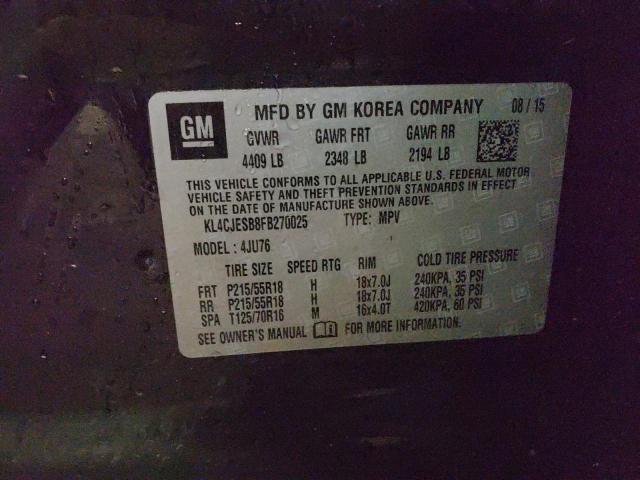 GM
MFD BY GM KOREA COMPANY 08 / 15
GVWR GAWR FRT GAWR RR
4409 LB 2348 LB 2194 LB
THIS VEHICLE CONFORMS TO ALL APPLICABLE U.S. FEDERAL MOTOR
VEHICLE SAFETY AND THEFT PREVENTION STANDARDS IN EFFECT
ON THE DATE OF MANUFACTURE SHOWN ABOVE.
KL4CJESB8FB270025 TYPE: MPV
MODEL : 4JU76
TIRE SIZE SPEED RTG RIM COLD TIRE PRESSURE
FRT P215/55R18 H 18x7.0J 240KPA, 35 PSI
RR P215/55R18 H 18x7.0J 240KPA, 35 PSI
SPA T125/70R16 M 16x4.0T 420KPA, 60 PSI
SEE OWNER'S MANUAL FOR MORE INFORMATION.